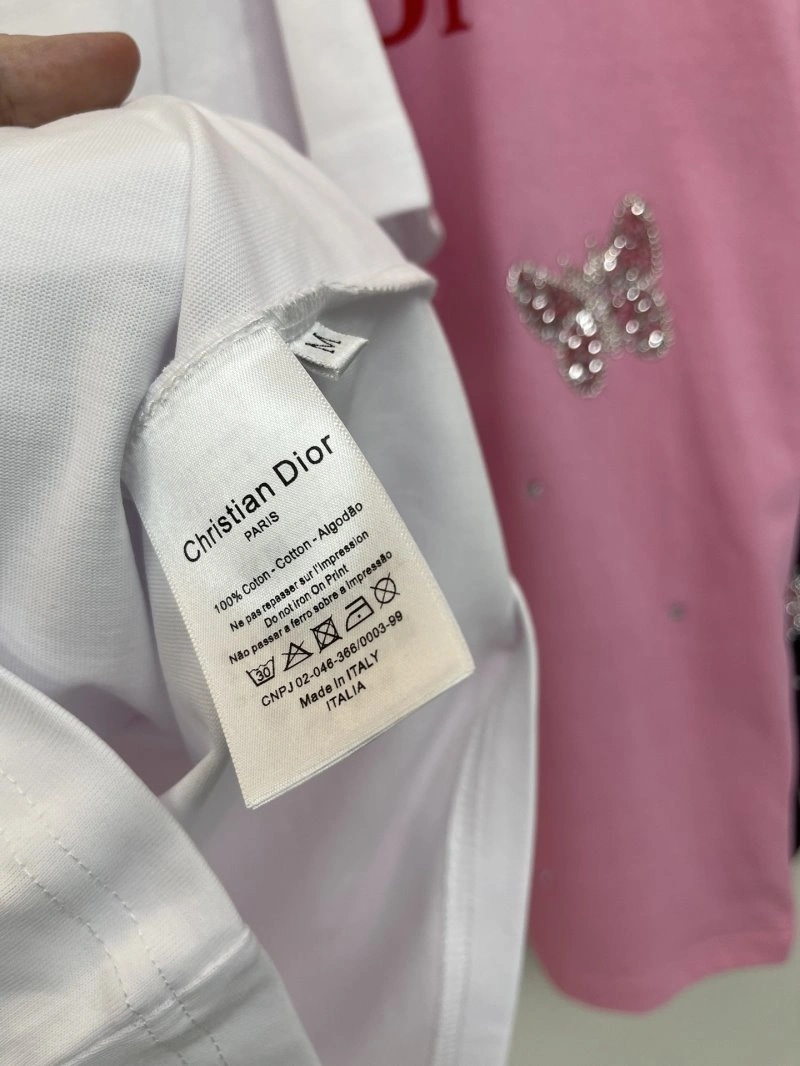 M
Christian Dior
PARIS
100% Coton - Cotton - Algodão
Ne pas repasser sur l'impression
Do not Iron On Print
Não passar a ferro sobre a impressão
30
CNPJ 02-046-366/0003-99
Made In ITALY
ITALIA